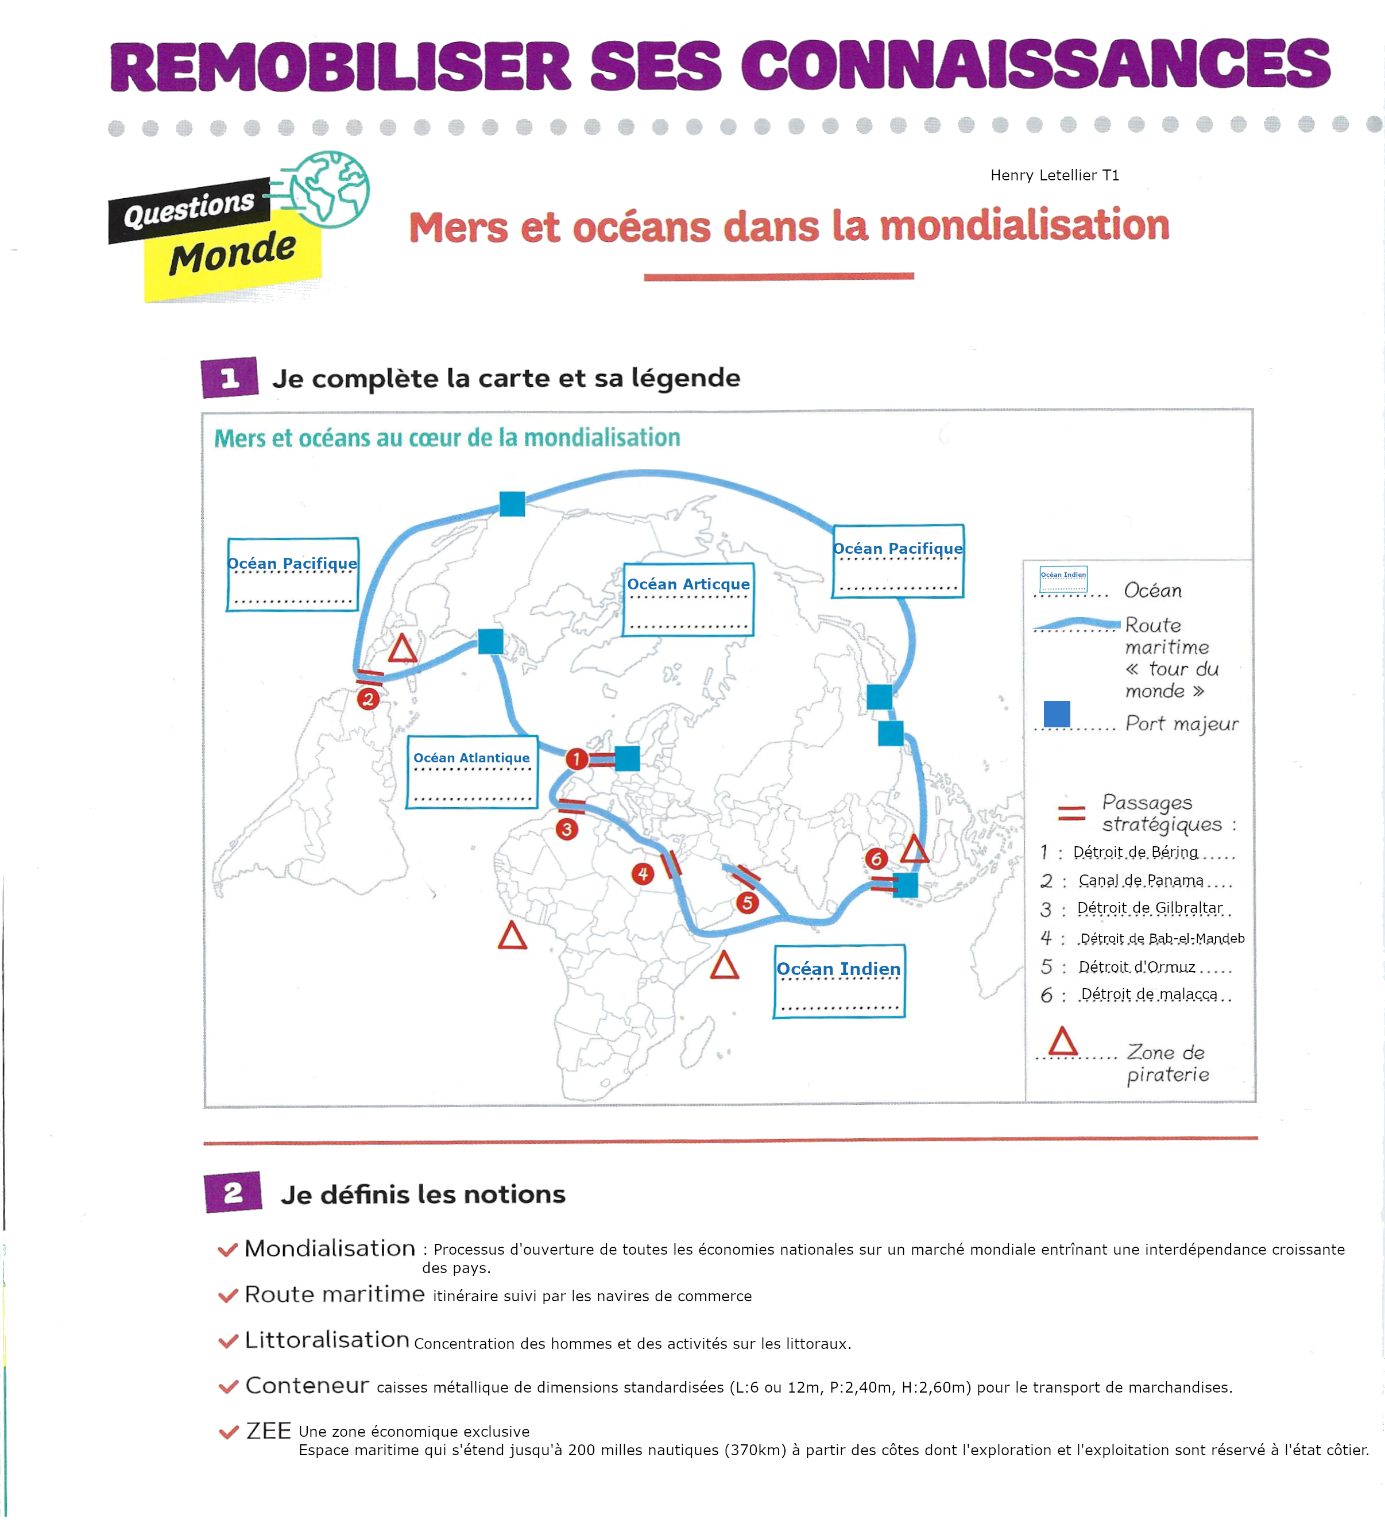 REMOBILISER SES CONNAISSANCES
Henry Letellier T1
Questions
Monde
Mers et océans dans la mondialisation
1 Je complète la carte et sa légende
Mers et océans au cœur de la mondialisation
Océan Pacifique
Océan Pacifique
Océan Articque
Océan Atlantique
Océan Indien
1
2
3
4
5
6
Océan Indien
Océan
Route
maritime
« tour du
monde »
Port majeur
Passages
stratégiques :
1 : Détroit de Béring
2 : Canal de Panama
3 : Détroit de Gilbraltar
4 : Détroit de Bab-el-Mandeb
5 : Détroit d'Ormuz
6 : Détroit de malacca
Zone de
piraterie
2 Je définis les notions
Mondialisation : Processus d'ouverture de toutes les économies nationales sur un marché mondiale entrînant une interdépendance croissante
des pays.
Route maritime itinéraire suivi par les navires de commerce
Littoralisation Concentration des hommes et des activités sur les littoraux.
Conteneur caisses métallique de dimensions standardisées (L:6 ou 12m, P:2,40m, H:2,60m) pour le transport de marchandises.
ZEE Une zone économique exclusive
Espace maritime qui s'étend jusqu'à 200 milles nautiques (370km) à partir des côtes dont l'exploration et l'exploitation sont réservé à l'état côtier.